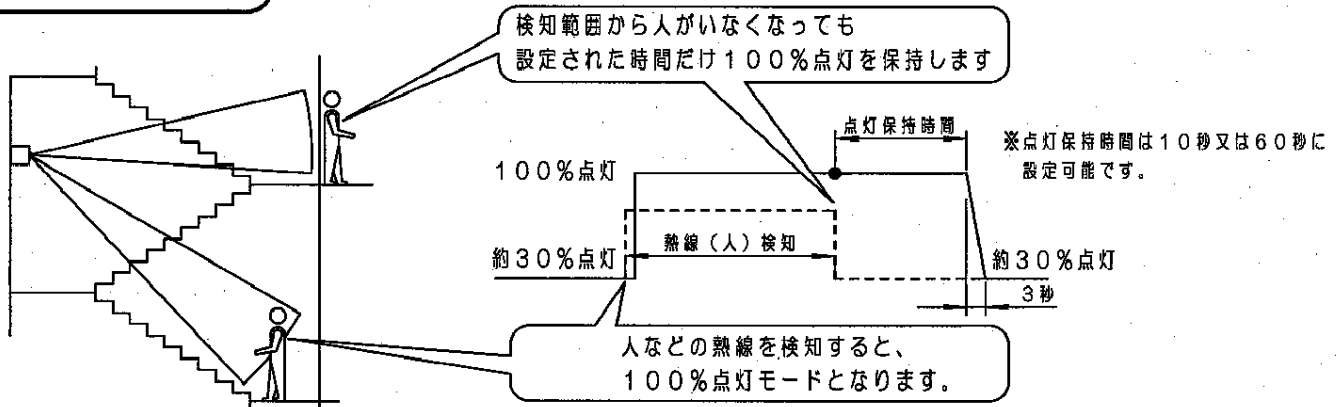 検知範囲から人がいなくなっても
設定された時間だけ100%点灯を保持します
点灯保持時間
※点灯保持時間は10秒又は60秒に
設定可能です。
100%点灯
熱線(人)検知
約30%点灯
約30%点灯
3秒
人などの熱線を検知すると、
100%点灯モードとなります。